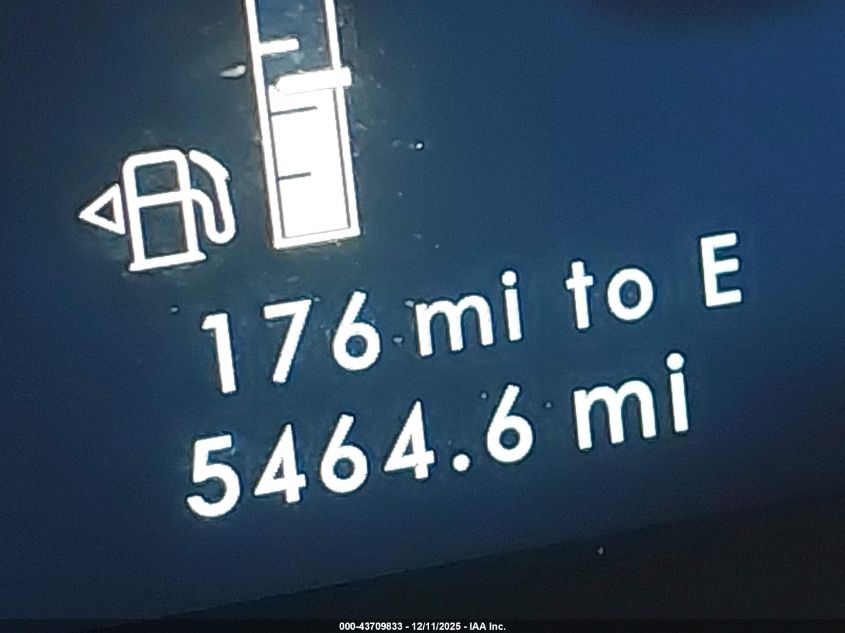 176 mi to E
5464.6 mi
000-43709833 - 12/11/2025 - IAA Inc.